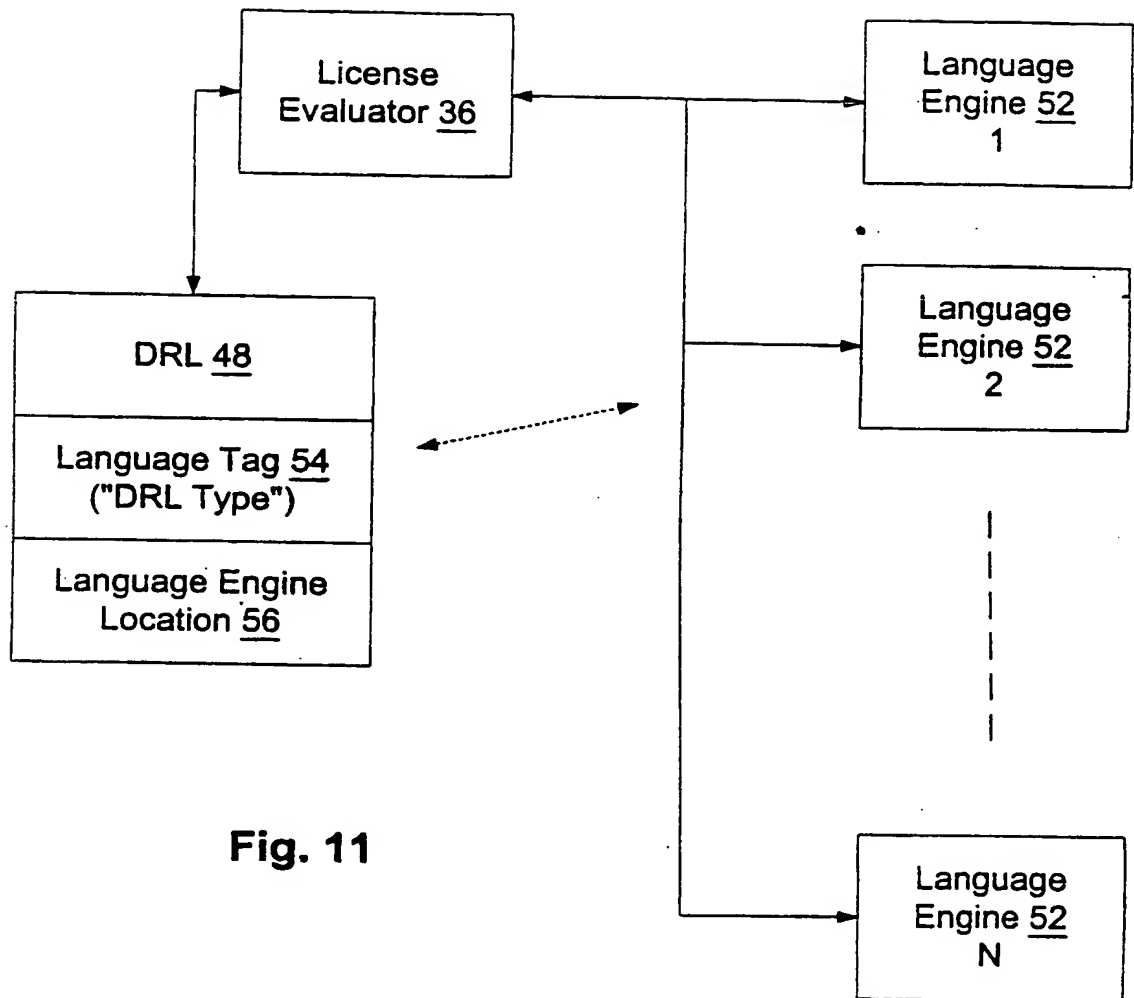 License
Evaluator 36
Language
Engine 52
1
Language
Engine 52
2
DRL 48
Language Tag 54
("DRL Type")
Language Engine
Location 56
Fig. 11
Language
Engine 52
N